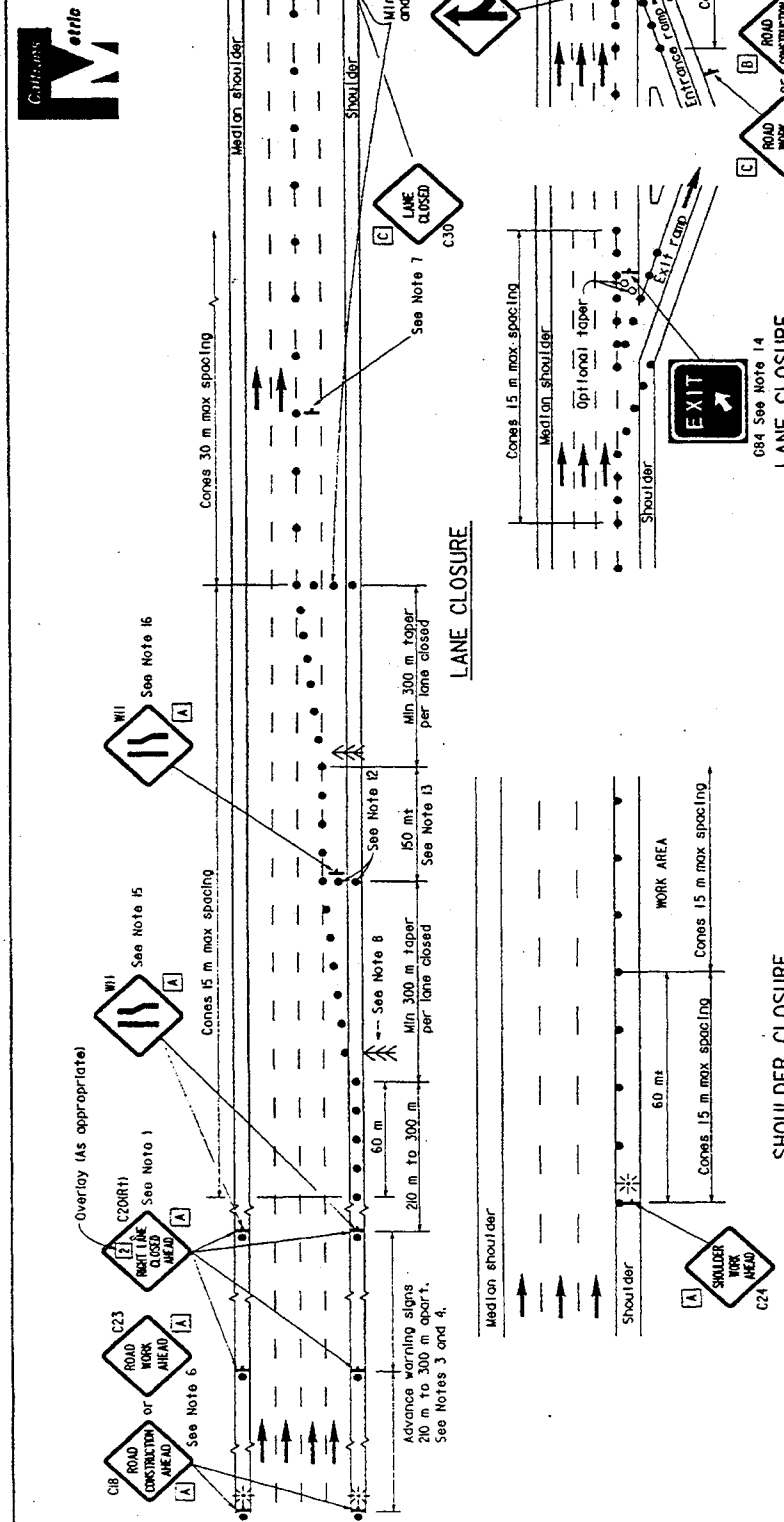 Caltrans
Metric
Median shoulder
Shoulder
Min
and
Cones 30 m max spacing
C
LANE
CLOSED
C30
See Note 7
W11
See Note 16
A
Cones 15 m max spacing
Min 300 m taper
per lane closed
See Note 12
150 m±
See Note 13
W11
See Note 15
A
See Note 8
Min 300 m taper
per lane closed
60 m
210 m to 300 m
Overlay (As appropriate)
C20(Rt)
See Note 1
2
RIGHT LANE
CLOSED
AHEAD
A
C23
ROAD
WORK
AHEAD
A
or
C18
ROAD
CONSTRUCTION
AHEAD
A
See Note 6
Advance warning signs
210 m to 300 m apart.
See Notes 3 and 4.
LANE CLOSURE
Median shoulder
Shoulder
WORK AREA
60 m±
Cones 15 m max spacing
Cones 15 m max spacing
A
SHOULDER
WORK
AHEAD
C24
SHOULDER CLOSURE
Cones 15 m max spacing
Median shoulder
Optional taper
Shoulder
Exit ramp
EXIT
C84 See Note 14
LANE CLOSURE
Entrance ramp
C
ROAD
WORK
or
B
ROAD
CONSTRUCTION